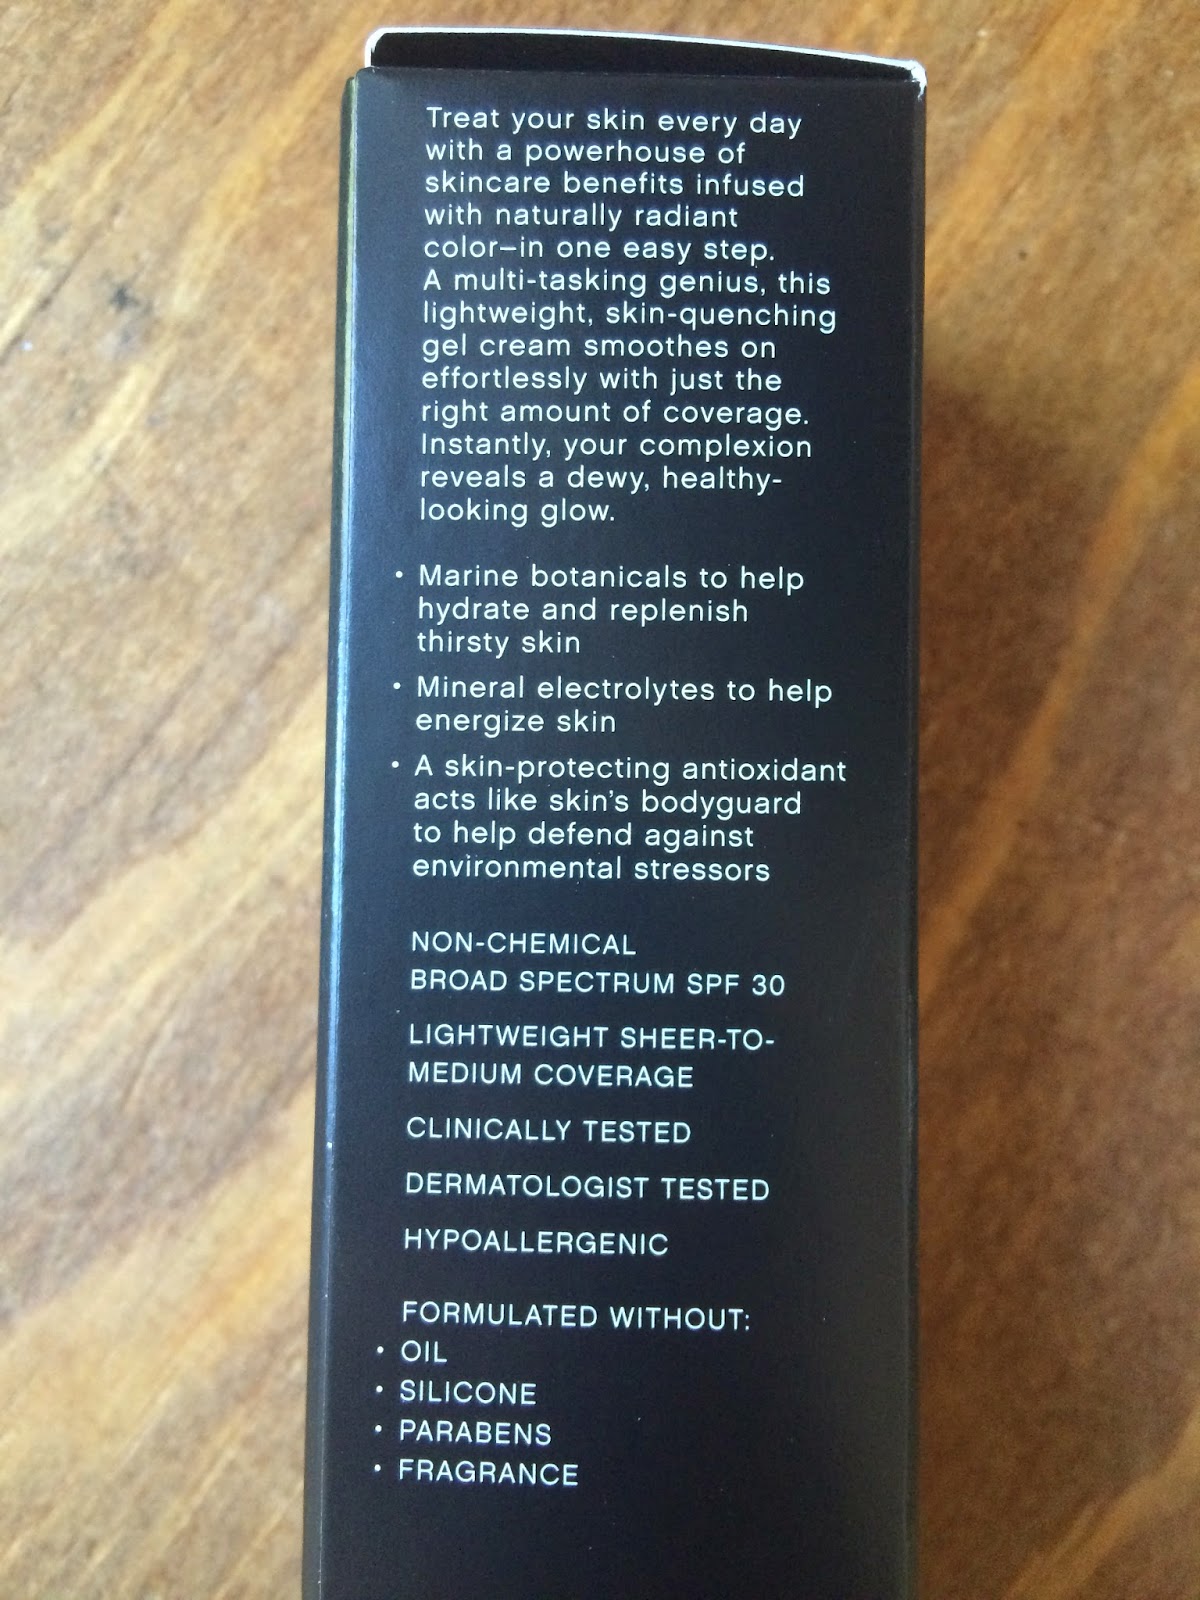 Treat your skin every day
with a powerhouse of
skincare benefits infused
with naturally radiant
color–in one easy step.
A multi-tasking genius, this
lightweight, skin-quenching
gel cream smoothes on
effortlessly with just the
right amount of coverage.
Instantly, your complexion
reveals a dewy, healthy-
looking glow.
• Marine botanicals to help
hydrate and replenish
thirsty skin
• Mineral electrolytes to help
energize skin
• A skin-protecting antioxidant
acts like skin's bodyguard
to help defend against
environmental stressors
NON-CHEMICAL
BROAD SPECTRUM SPF 30
LIGHTWEIGHT SHEER-TO-
MEDIUM COVERAGE
CLINICALLY TESTED
DERMATOLOGIST TESTED
HYPOALLERGENIC
FORMULATED WITHOUT:
• OIL
• SILICONE
• PARABENS
• FRAGRANCE